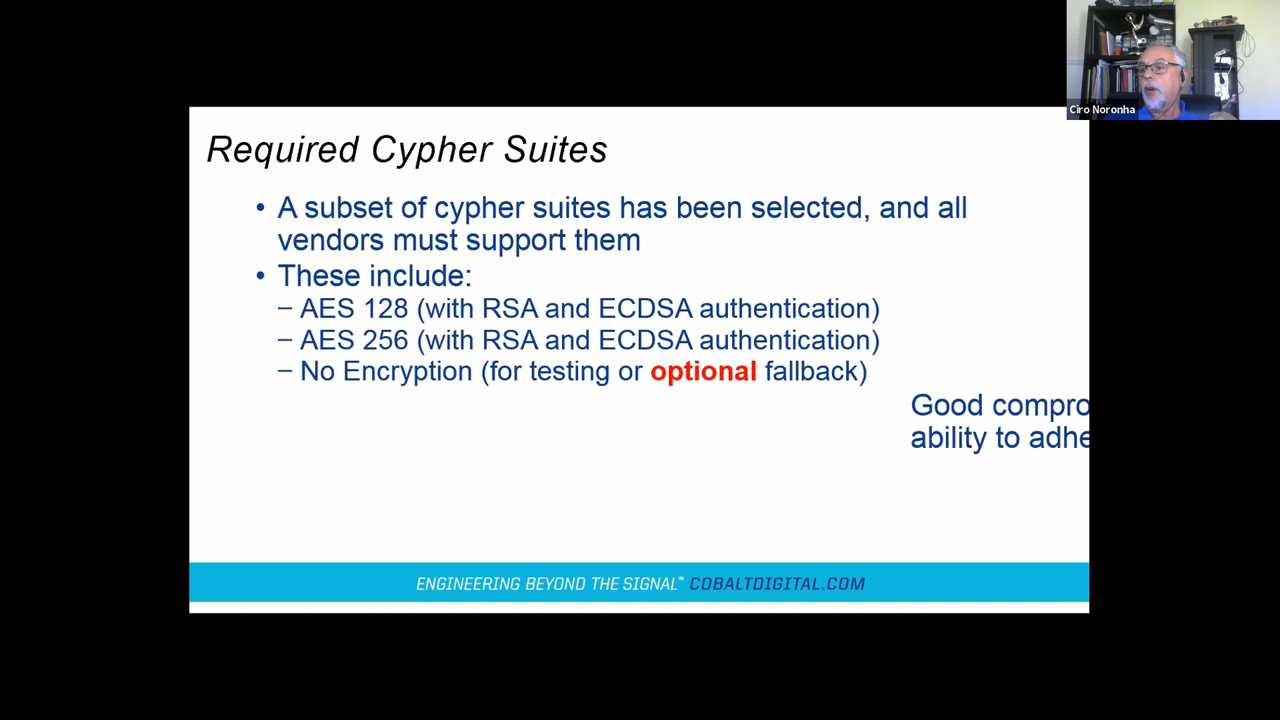 Ciro Noronha
Required Cypher Suites
• A subset of cypher suites has been selected, and all
vendors must support them
• These include:
– AES 128 (with RSA and ECDSA authentication)
– AES 256 (with RSA and ECDSA authentication)
– No Encryption (for testing or optional fallback)
Good compro
ability to adhe
ENGINEERING BEYOND THE SIGNAL™ COBALTDIGITAL.COM